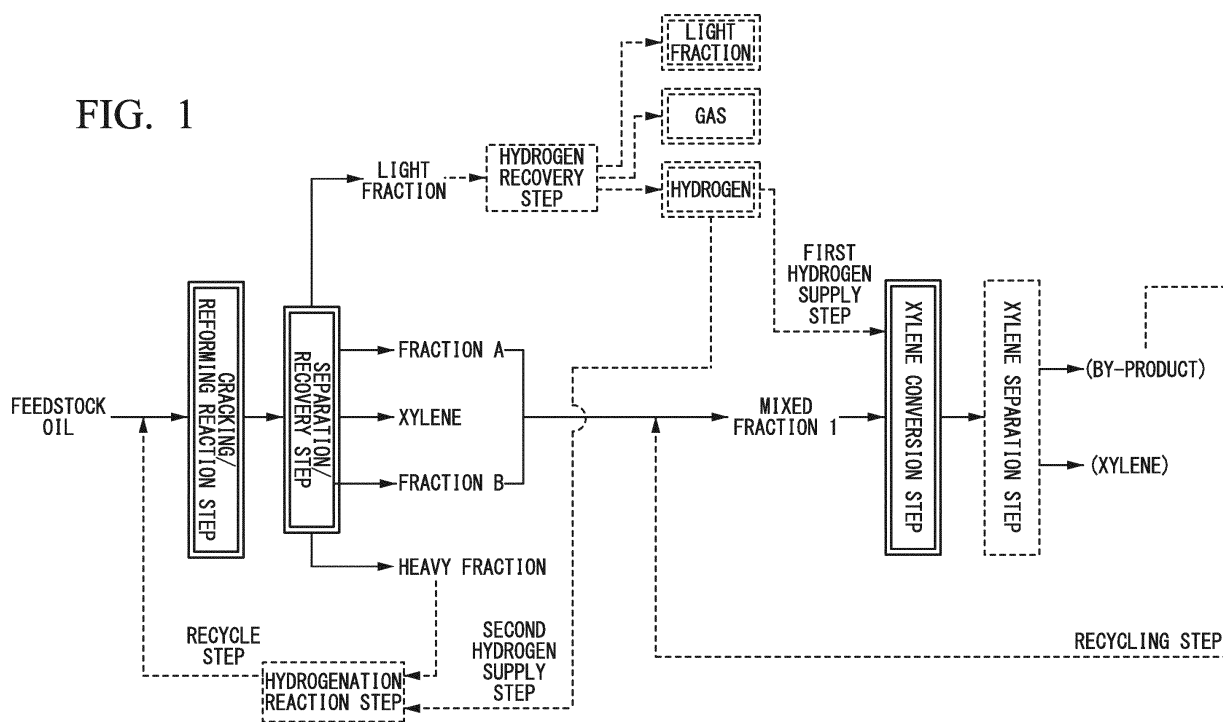 FIG. 1
LIGHT
FRACTION
GAS
HYDROGEN
LIGHT
FRACTION
HYDROGEN
RECOVERY
STEP
FIRST
HYDROGEN
SUPPLY
STEP
FEEDSTOCK
OIL
CRACKING/
REFORMING REACTION STEP
SEPARATION/
RECOVERY STEP
FRACTION A
XYLENE
FRACTION B
HEAVY FRACTION
MIXED
FRACTION 1
XYLENE CONVERSION STEP
XYLENE SEPARATION STEP
(BY-PRODUCT)
(XYLENE)
RECYCLE
STEP
HYDROGENATION
REACTION STEP
SECOND
HYDROGEN
SUPPLY
STEP
RECYCLING STEP